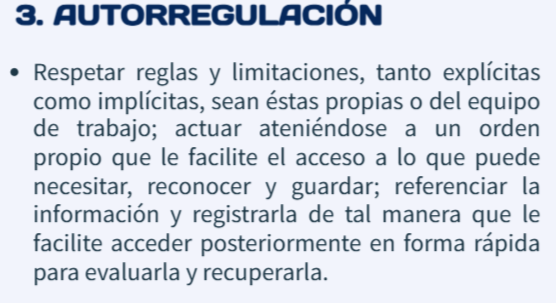 3. AUTORREGULACIÓN
• Respetar reglas y limitaciones, tanto explícitas
como implícitas, sean éstas propias o del equipo
de trabajo; actuar ateniéndose a un orden
propio que le facilite el acceso a lo que puede
necesitar, reconocer y guardar; referenciar la
información y registrarla de tal manera que le
facilite acceder posteriormente en forma rápida
para evaluarla y recuperarla.